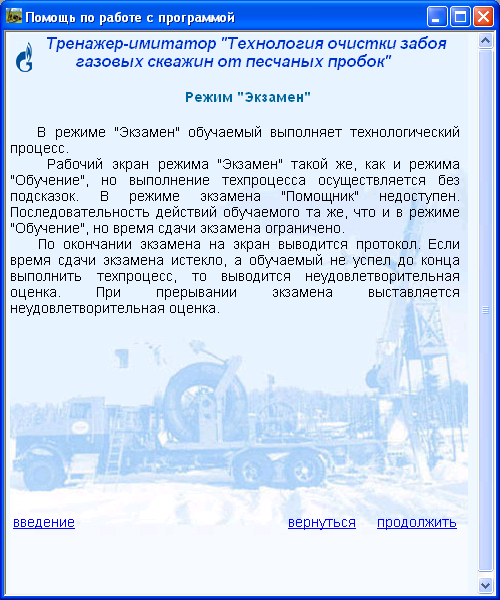 Помощь по работе с программой
Тренажер-имитатор "Технология очистки забоя
газовых скважин от песчаных пробок"
Режим "Экзамен"
В режиме "Экзамен" обучаемый выполняет технологический
процесс.
Рабочий экран режима "Экзамен" такой же, как и режима
"Обучение", но выполнение техпроцесса осуществляется без
подсказок. В режиме экзамена "Помощник" недоступен.
Последовательность действий обучаемого та же, что и в режиме
"Обучение", но время сдачи экзамена ограничено.
По окончании экзамена на экран выводится протокол. Если
время сдачи экзамена истекло, а обучаемый не успел до конца
выполнить техпроцесс, то выводится неудовлетворительная
оценка. При прерывании экзамена выставляется
неудовлетворительная оценка.
введение вернуться продолжить